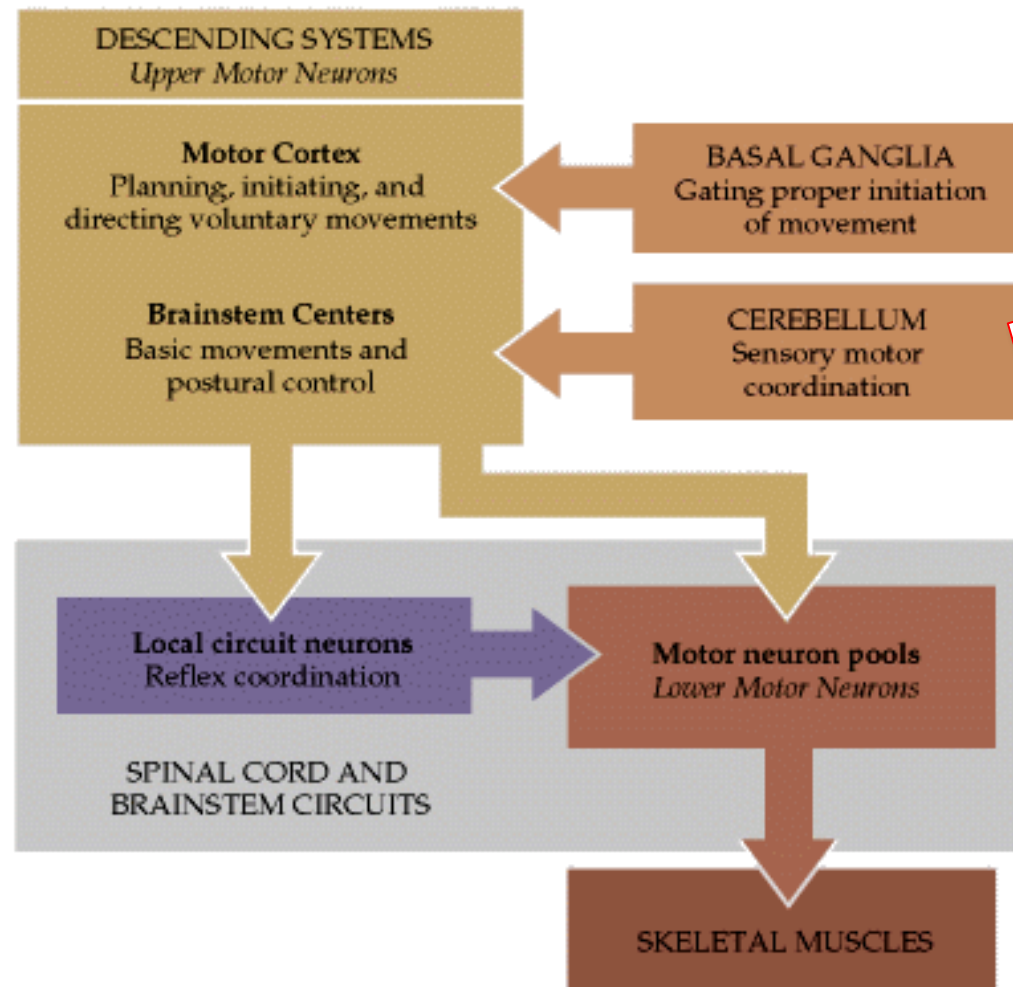 DESCENDING SYSTEMS
Upper Motor Neurons
Motor Cortex
Planning, initiating, and
directing voluntary movements
Brainstem Centers
Basic movements and
postural control
BASAL GANGLIA
Gating proper initiation
of movement
CEREBELLUM
Sensory motor
coordination
Local circuit neurons
Reflex coordination
Motor neuron pools
Lower Motor Neurons
SPINAL CORD AND
BRAINSTEM CIRCUITS
SKELETAL MUSCLES